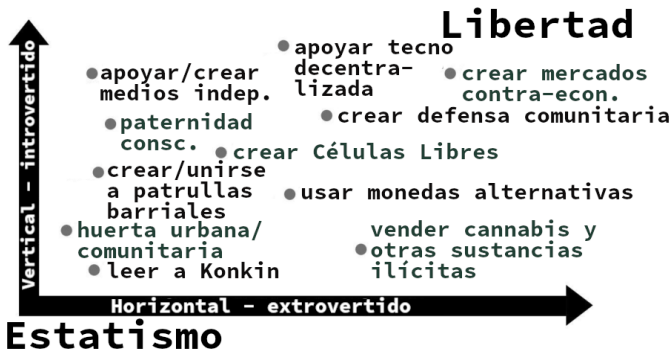 Libertad
apoyar tecno
decentra-
lizada
apoyar/crear
medios indep.
crear mercados
contra-econ.
crear defensa comunitaria
paternidad
consc.
crear Células Libres
crear/unirse
a patrullas
barriales
usar monedas alternativas
huerta urbana/
comunitaria
vender cannabis y
otras sustancias
ilícitas
leer a Konkin
Vertical - introvertido
Horizontal - extrovertido
Estatismo